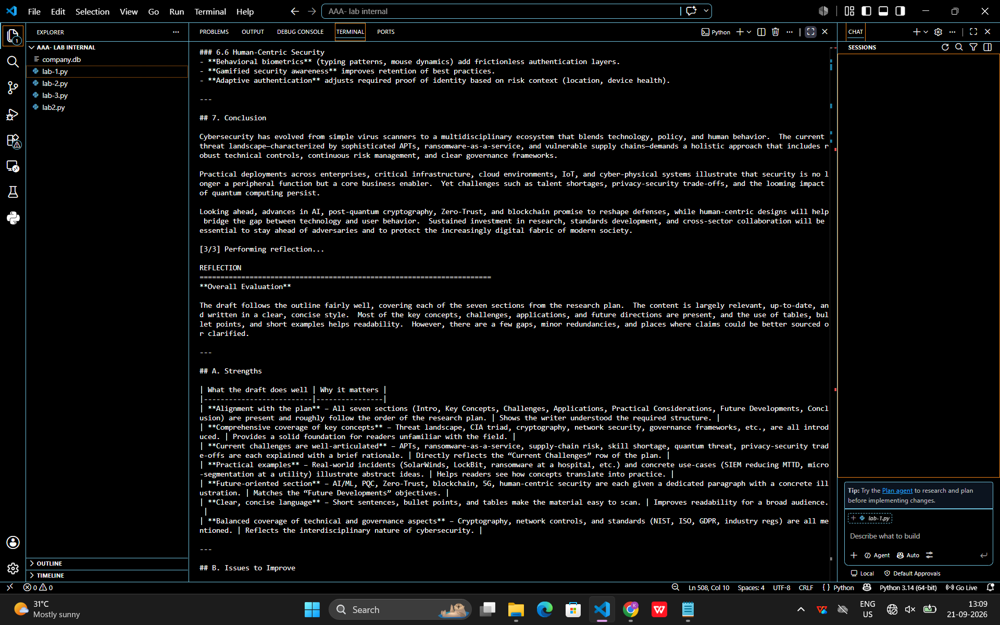 File Edit Selection View Go Run Terminal Help
AAA- lab internal
EXPLORER
AAA- LAB INTERNAL
company.db
lab-1.py
lab-2.py
lab-3.py
lab2.py
OUTLINE
TIMELINE
PROBLEMS OUTPUT DEBUG CONSOLE TERMINAL PORTS
Python
### 6.6 Human-Centric Security
- **Behavioral biometrics** (typing patterns, mouse dynamics) add frictionless authentication layers.
- **Gamified security awareness** improves retention of best practices.
- **Adaptive authentication** adjusts required proof of identity based on risk context (location, device health).
---
## 7. Conclusion
Cybersecurity has evolved from simple virus scanners to a multidisciplinary ecosystem that blends technology, policy, and human behavior.  The current
threat landscape—characterized by sophisticated APTs, ransomware-as-a-service, and vulnerable supply chains—demands a holistic approach that includes r
obust technical controls, continuous risk management, and clear governance frameworks.
Practical deployments across enterprises, critical infrastructure, cloud environments, IoT, and cyber-physical systems illustrate that security is no l
onger a peripheral function but a core business enabler.  Yet challenges such as talent shortages, privacy-security trade-offs, and the looming impact
of quantum computing persist.
Looking ahead, advances in AI, post-quantum cryptography, Zero-Trust, and blockchain promise to reshape defenses, while human-centric designs will help
bridge the gap between technology and user behavior.  Sustained investment in research, standards development, and cross-sector collaboration will be
essential to stay ahead of adversaries and to protect the increasingly digital fabric of modern society.
[3/3] Performing reflection...
REFLECTION
======================================================================
**Overall Evaluation**
The draft follows the outline fairly well, covering each of the seven sections from the research plan.  The content is largely relevant, up-to-date, an
d written in a clear, concise style.  Most of the key concepts, challenges, applications, and future directions are present, and the use of tables, bul
let points, and short examples helps readability.  However, there are a few gaps, minor redundancies, and places where claims could be better sourced o
r clarified.
---
## A. Strengths
| What the draft does well | Why it matters |
|--------------------------|----------------|
| **Alignment with the plan** – All seven sections (Intro, Key Concepts, Challenges, Applications, Practical Considerations, Future Developments, Concl
usion) are present and roughly follow the order of the research plan. | Shows the writer understood the required structure. |
| **Comprehensive coverage of key concepts** – Threat landscape, CIA triad, cryptography, network security, governance frameworks, etc., are all introd
uced. | Provides a solid foundation for readers unfamiliar with the field. |
| **Current challenges are well-articulated** – APTs, ransomware-as-a-service, supply-chain risk, skill shortage, quantum threat, privacy-security trad
e-offs are each explained with a brief rationale. | Directly reflects the “Current Challenges” row of the plan. |
| **Practical examples** – Real-world incidents (SolarWinds, LockBit, ransomware at a hospital, etc.) and concrete use-cases (SIEM reducing MTTD, micro
-segmentation at a utility) illustrate abstract ideas. | Helps readers see how concepts translate into practice. |
| **Future-oriented section** – AI/ML, PQC, Zero-Trust, blockchain, 5G, human-centric security are each given a dedicated paragraph with a concrete ill
ustration. | Matches the “Future Developments” objectives. |
| **Clear, concise language** – Short sentences, bullet points, and tables make the material easy to scan. | Improves readability for a broad audience.
|
| **Balanced coverage of technical and governance aspects** – Cryptography, network controls, and standards (NIST, ISO, GDPR, industry regs) are all me
ntioned. | Reflects the interdisciplinary nature of cybersecurity. |
---
## B. Issues to Improve
CHAT
SESSIONS
Tip: Try the Plan agent to research and plan
before implementing changes.
lab-1.py
Describe what to build
Agent Auto
Local Default Approvals
0 0
Ln 508, Col 10 Spaces: 4 UTF-8 CRLF { } Python Python 3.14 (64-bit) Go Live
31°C
Mostly sunny
Search
ENG
US
13:09
21-09-2026